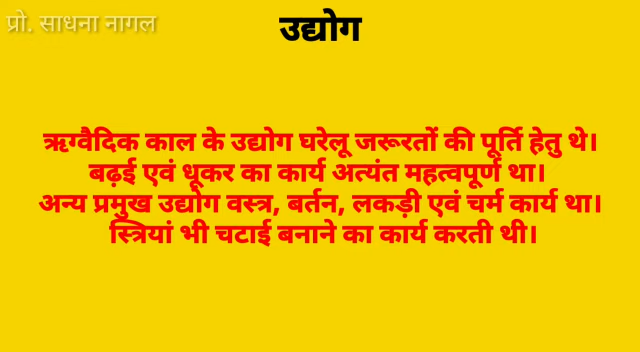 प्रो. साधना नागल
उद्योग
ऋग्वैदिक काल के उद्योग घरेलू जरूरतों की पूर्ति हेतु थे।
बढ़ई एवं धूकर का कार्य अत्यंत महत्वपूर्ण था।
अन्य प्रमुख उद्योग वस्त्र, बर्तन, लकड़ी एवं चर्म कार्य था।
स्त्रियां भी चटाई बनाने का कार्य करती थी।